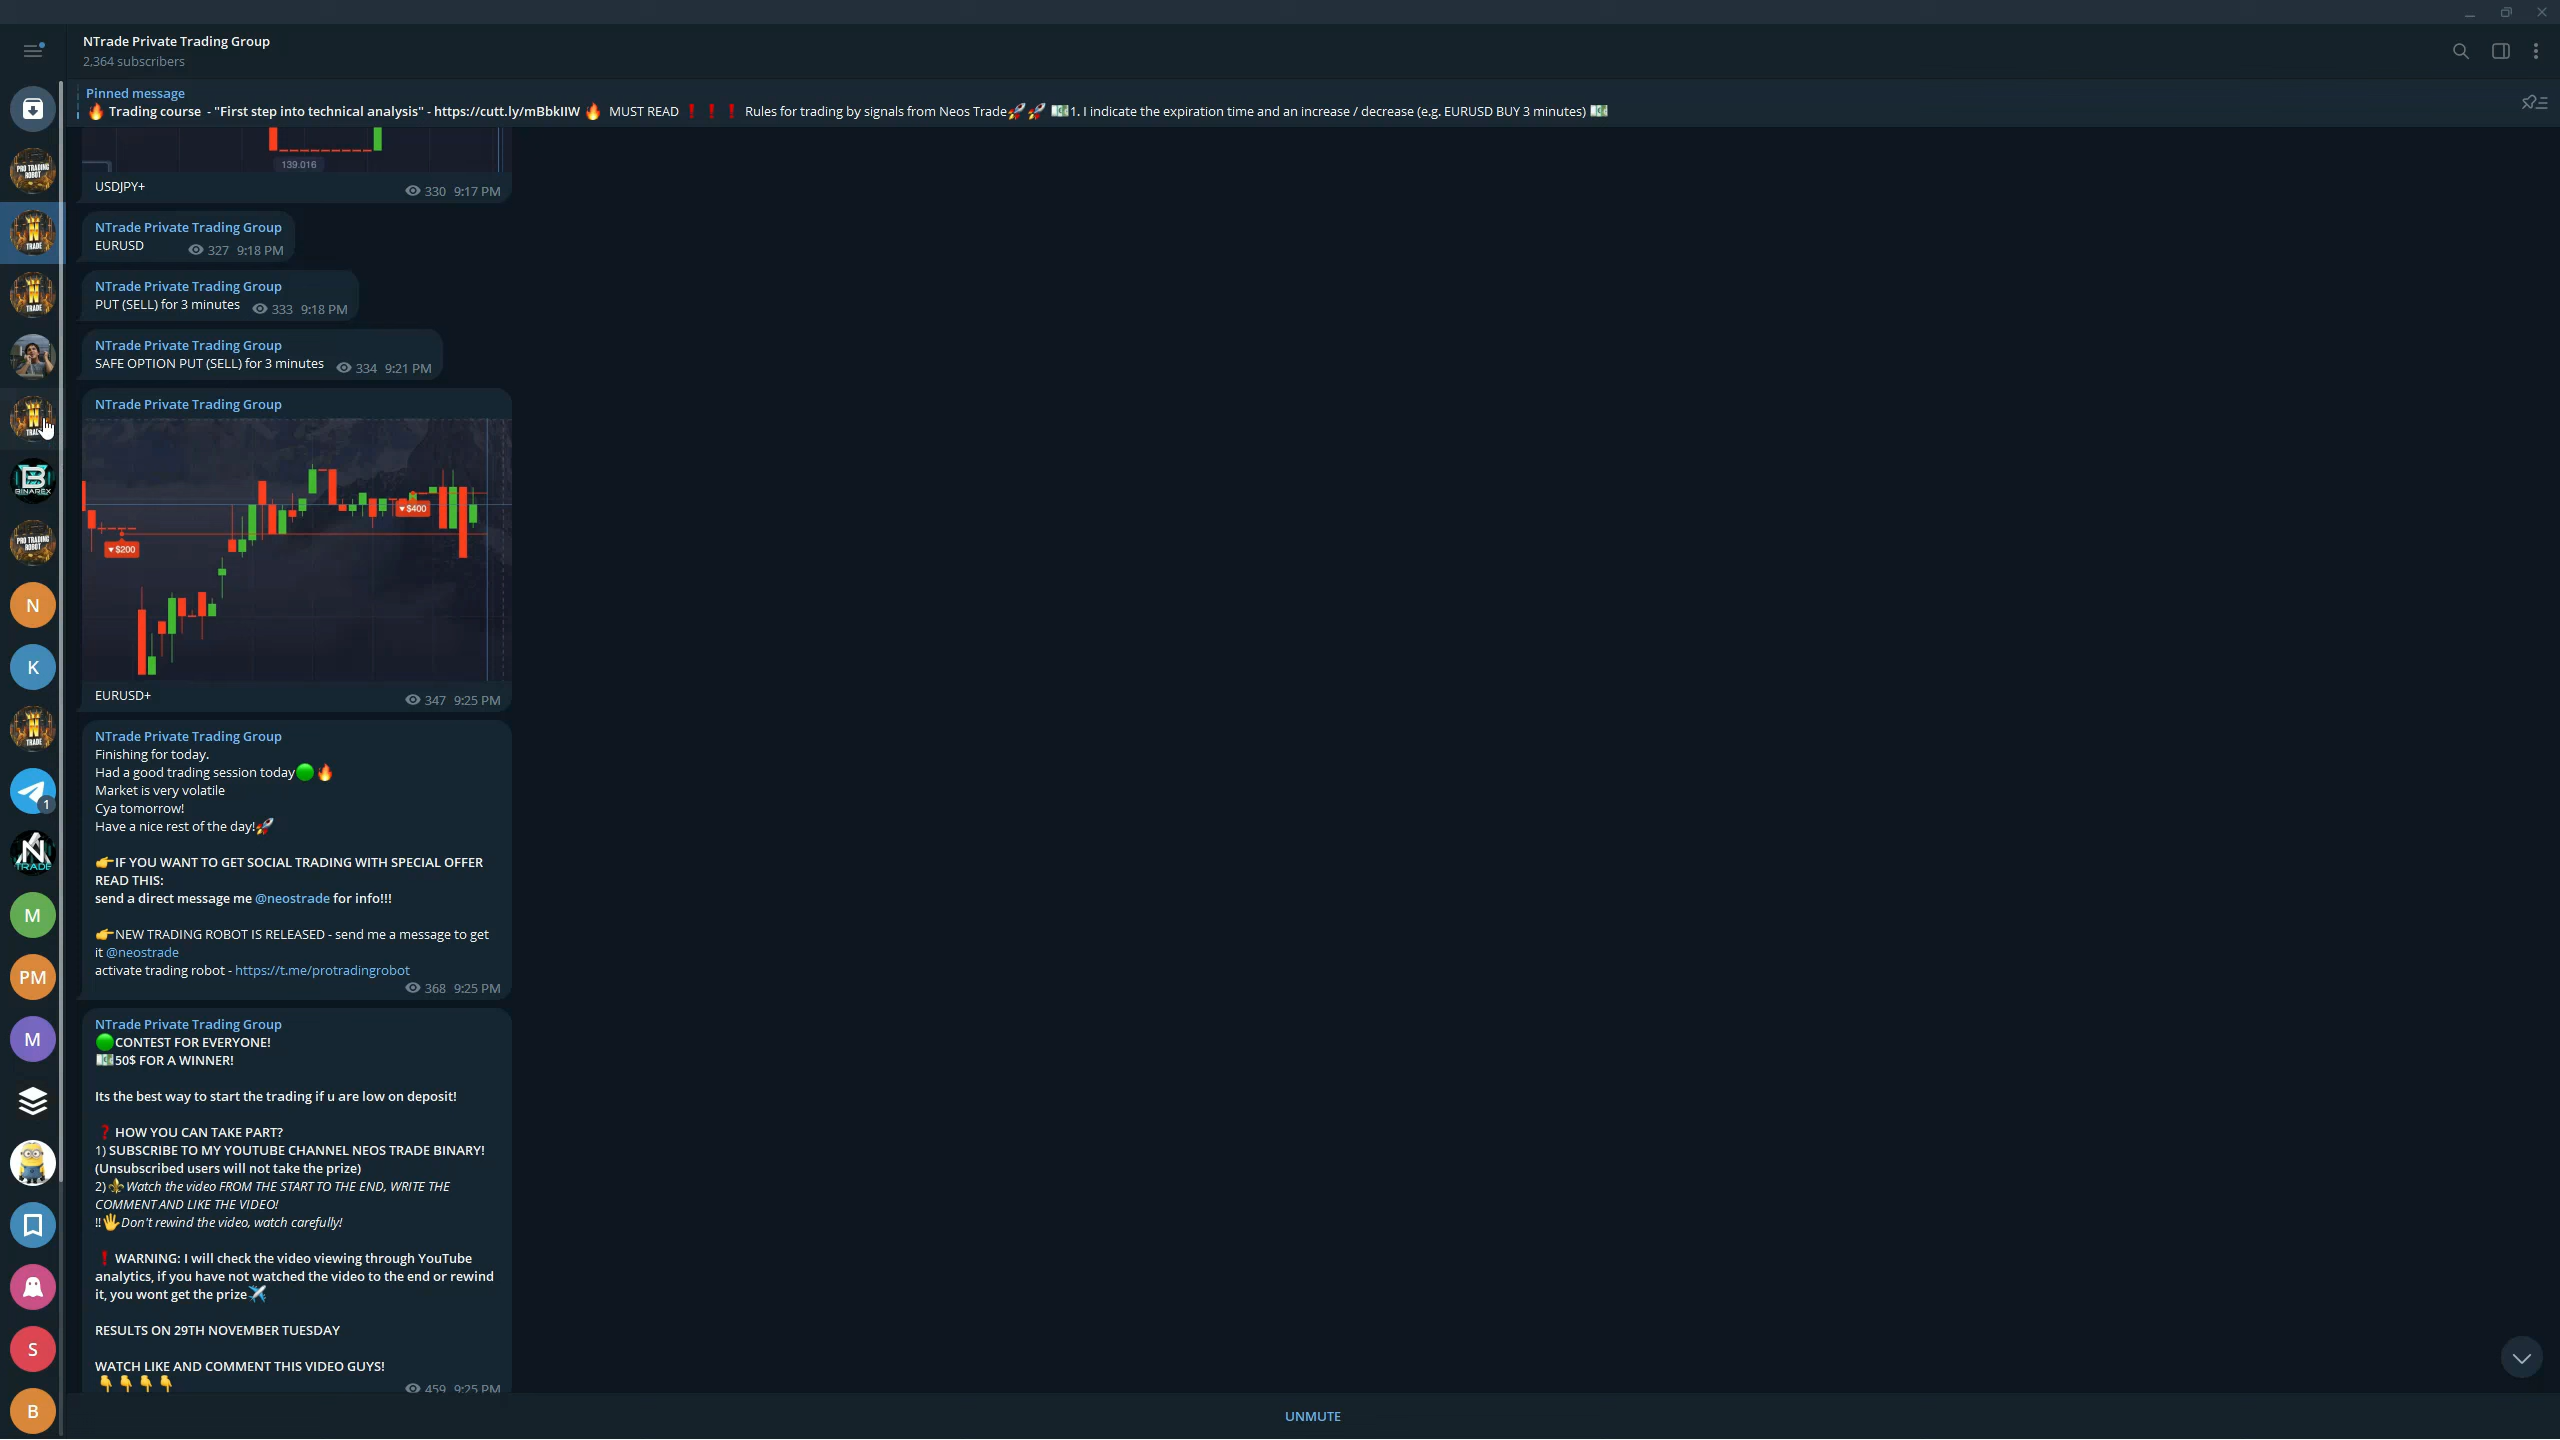 NTrade Private Trading Group
2,364 subscribers
Pinned message
🔥 Trading course - "First step into technical analysis" - https://cutt.ly/mBbkIIW 🔥 MUST READ ❗❗❗ Rules for trading by signals from Neos Trade🚀🚀 💵1. I indicate the expiration time and an increase / decrease (e.g. EURUSD BUY 3 minutes) 💵
PRO TRADING
ROBOT
N
TRADE
N
TRADE
N
TRADE
B
BINAREX
PRO TRADING
ROBOT
N
K
N
TRADE
1
N
TRADE
M
PM
M
S
B
139.016
USDJPY+
330 9:17 PM
NTrade Private Trading Group
EURUSD 327 9:18 PM
NTrade Private Trading Group
PUT (SELL) for 3 minutes 333 9:18 PM
NTrade Private Trading Group
SAFE OPTION PUT (SELL) for 3 minutes 334 9:21 PM
NTrade Private Trading Group
▼$400
▼$200
EURUSD+
347 9:25 PM
NTrade Private Trading Group
Finishing for today.
Had a good trading session today🟢🔥
Market is very volatile
Cya tomorrow!
Have a nice rest of the day!🚀
👉IF YOU WANT TO GET SOCIAL TRADING WITH SPECIAL OFFER
READ THIS:
send a direct message me @neostrade for info!!!
👉NEW TRADING ROBOT IS RELEASED - send me a message to get
it @neostrade
activate trading robot - https://t.me/protradingrobot
368 9:25 PM
NTrade Private Trading Group
🟢CONTEST FOR EVERYONE!
💵50$ FOR A WINNER!
Its the best way to start the trading if u are low on deposit!
❓HOW YOU CAN TAKE PART?
1) SUBSCRIBE TO MY YOUTUBE CHANNEL NEOS TRADE BINARY!
(Unsubscribed users will not take the prize)
2)⚜Watch the video FROM THE START TO THE END, WRITE THE
COMMENT AND LIKE THE VIDEO!
‼🖐Don't rewind the video, watch carefully!
❗WARNING: I will check the video viewing through YouTube
analytics, if you have not watched the video to the end or rewind
it, you wont get the prize✈
RESULTS ON 29TH NOVEMBER TUESDAY
WATCH LIKE AND COMMENT THIS VIDEO GUYS!
👇👇👇👇
459 9:25 PM
UNMUTE